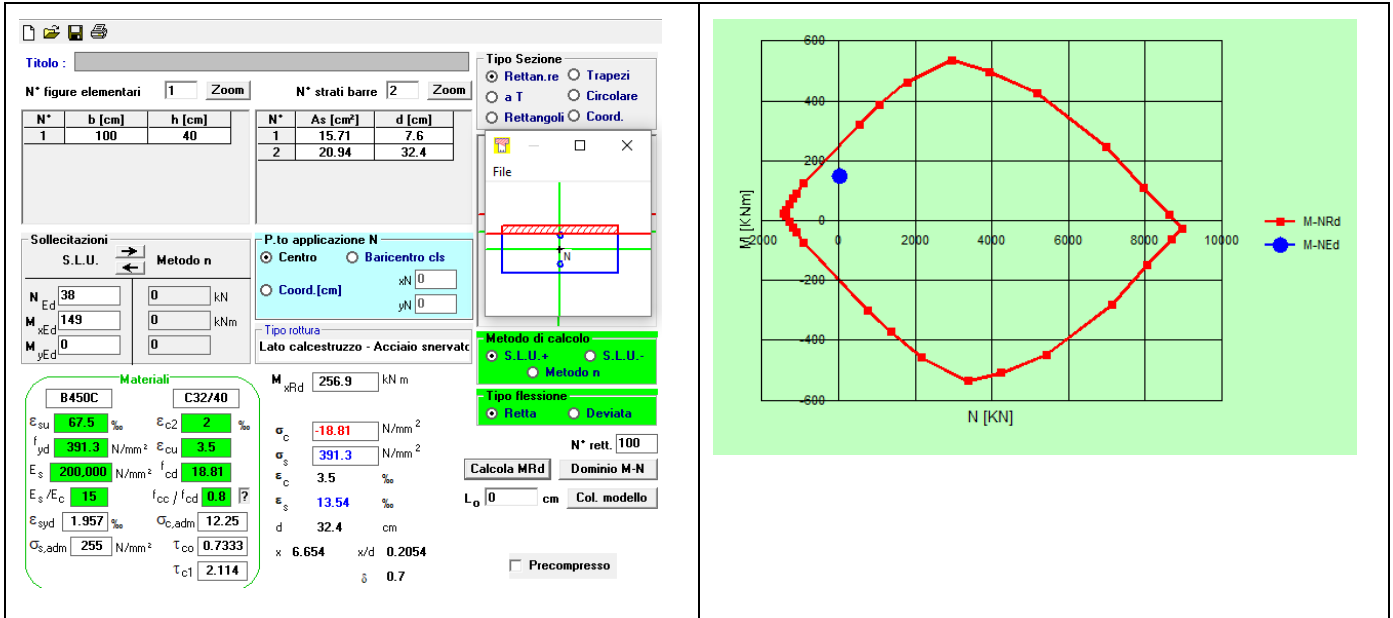 Titolo :
N° figure elementari 1 Zoom
N° strati barre 2 Zoom
N° b [cm] h [cm]
1 100 40
N° As [cm²] d [cm]
1 15.71 7.6
2 20.94 32.4
Tipo Sezione
Rettan.re Trapezi
a T Circolare
Rettangoli Coord.
File
N
Sollecitazioni
S.L.U. Metodo n
N Ed 38 0 kN
M xEd 149 0 kNm
M yEd 0 0
P.to applicazione N
Centro Baricentro cls
Coord.[cm] xN 0
yN 0
Tipo rottura
Lato calcestruzzo - Acciaio snervato
Metodo di calcolo
S.L.U.+ S.L.U.-
Metodo n
Tipo flessione
Retta Deviata
Materiali
B450C C32/40
εsu 67.5 ‰ εc2 2 ‰
fyd 391.3 N/mm² εcu 3.5
Es 200,000 N/mm² fcd 18.81
Es/Ec 15 fcc / fcd 0.8 ?
εsyd 1.957 ‰ σc,adm 12.25
σs,adm 255 N/mm² τco 0.7333
τc1 2.114
M xRd 256.9 kN m
σc -18.81 N/mm²
σs 391.3 N/mm²
εc 3.5 ‰
εs 13.54 ‰
d 32.4 cm
x 6.654 x/d 0.2054
δ 0.7
N° rett. 100
Calcola MRd Dominio M-N
Lo 0 cm Col. modello
Precompresso
600
400
200
0
-200
-400
-600
-2000 0 2000 4000 6000 8000 10000
M [KNm]
N [KN]
M-NRd
M-NEd